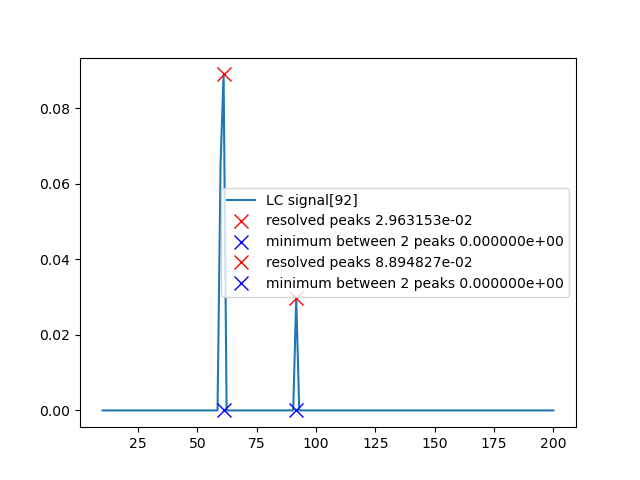 0.08
0.06
0.04
0.02
0.00
LC signal[92]
resolved peaks 2.963153e-02
minimum between 2 peaks 0.000000e+00
resolved peaks 8.894827e-02
minimum between 2 peaks 0.000000e+00
25 50 75 100 125 150 175 200